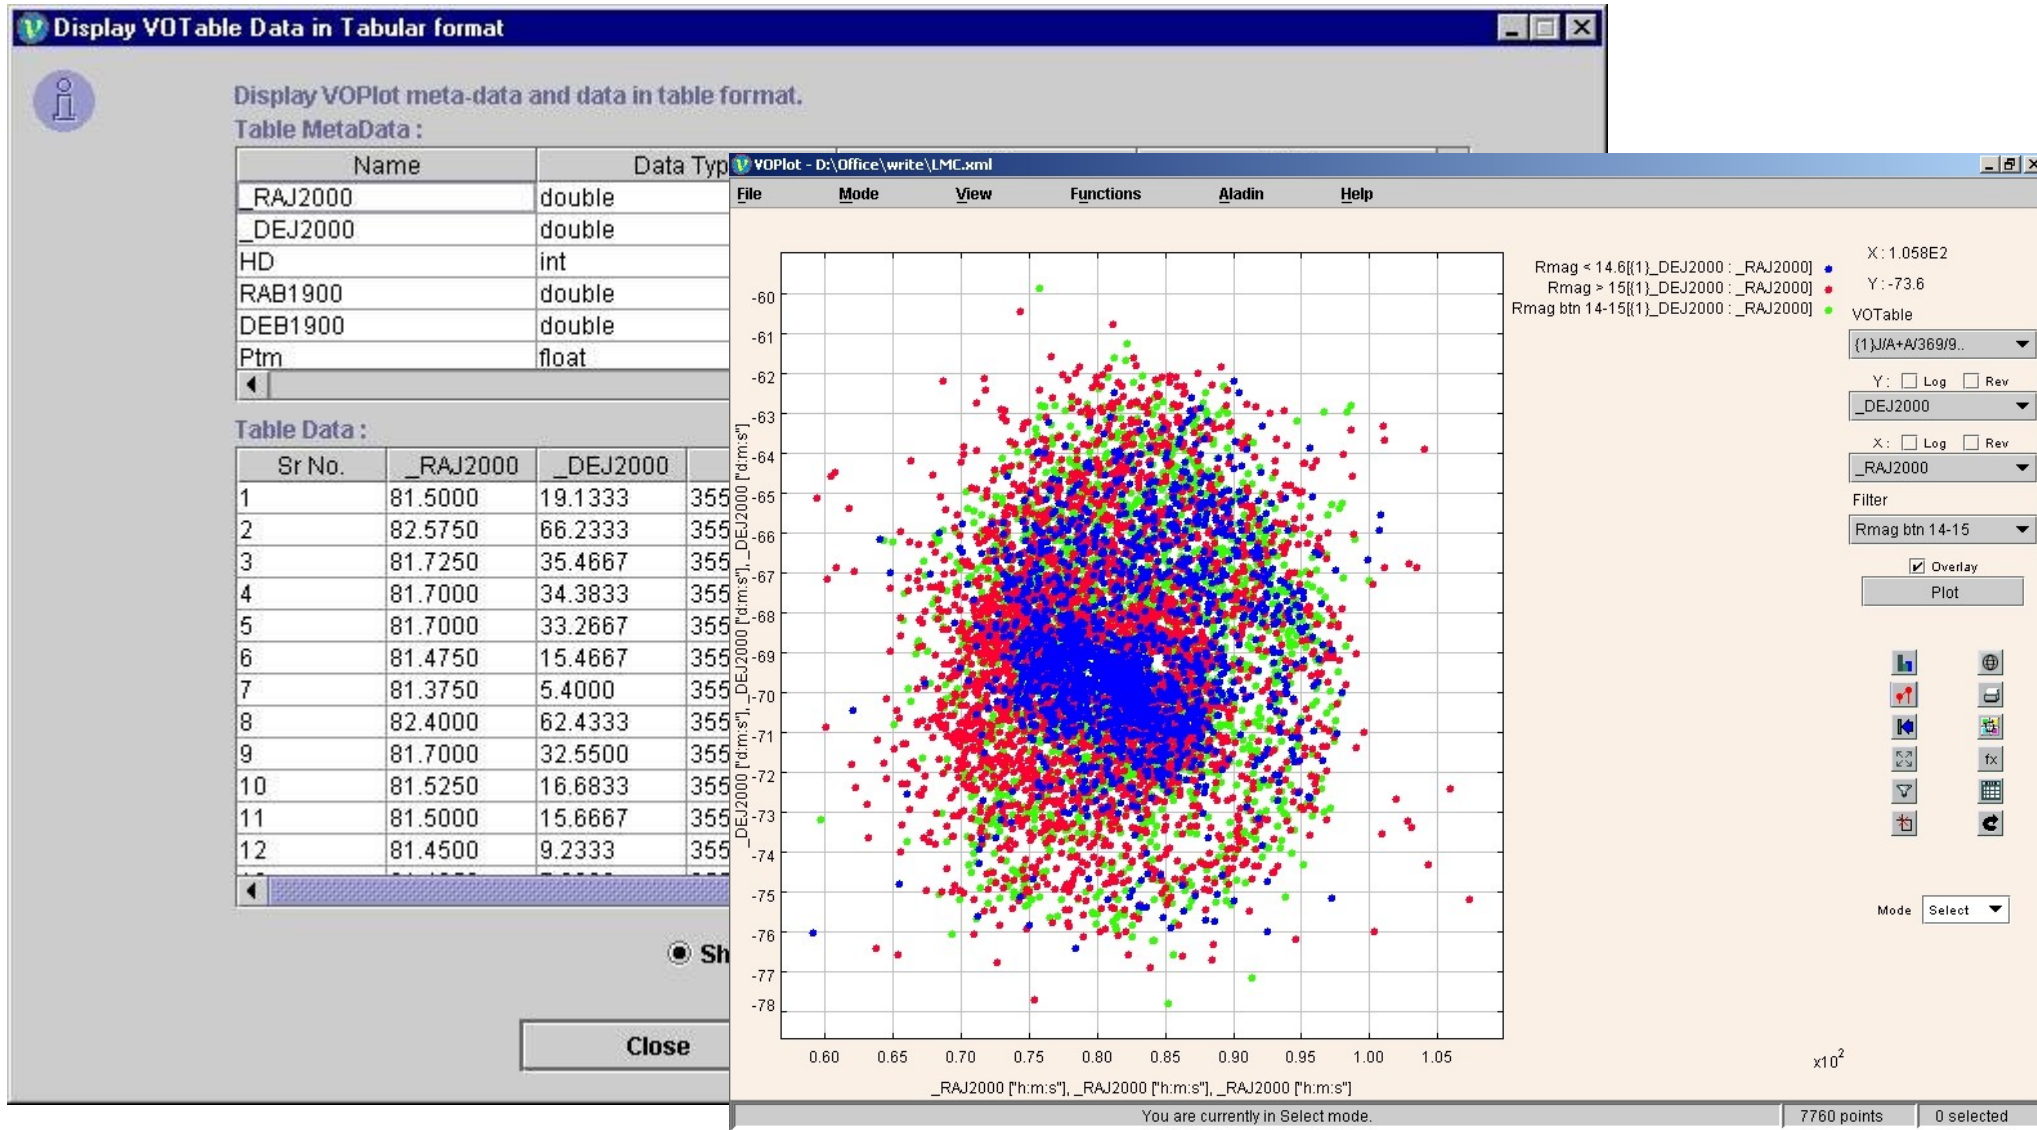 Display VOTable Data in Tabular format
Display VOPlot meta-data and data in table format.
Table MetaData :
Name Data Typ
_RAJ2000 double
_DEJ2000 double
HD int
RAB1900 double
DEB1900 double
Ptm float
Table Data :
Sr No. _RAJ2000 _DEJ2000
1 81.5000 19.1333 355
2 82.5750 66.2333 355
3 81.7250 35.4667 355
4 81.7000 34.3833 355
5 81.7000 33.2667 355
6 81.4750 15.4667 355
7 81.3750 5.4000 355
8 82.4000 62.4333 355
9 81.7000 32.5500 355
10 81.5250 16.6833 355
11 81.5000 15.6667 355
12 81.4500 9.2333 355
Sh
Close
VOPlot - D:\Office\write\LMC.xml
File Mode View Functions Aladin Help
Rmag < 14.6[{1}_DEJ2000 : _RAJ2000]
Rmag > 15[{1}_DEJ2000 : _RAJ2000]
Rmag btn 14-15[{1}_DEJ2000 : _RAJ2000]
_DEJ2000 ["d:m:s"], _DEJ2000 ["d:m:s"], _DEJ2000 ["d:m:s"]
-60
-61
-62
-63
-64
-65
-66
-67
-68
-69
-70
-71
-72
-73
-74
-75
-76
-77
-78
0.60 0.65 0.70 0.75 0.80 0.85 0.90 0.95 1.00 1.05
x10²
_RAJ2000 ["h:m:s"], _RAJ2000 ["h:m:s"], _RAJ2000 ["h:m:s"]
X : 1.058E2
Y : -73.6
VOTable
{1}J/A+A/369/9..
Y : Log Rev
_DEJ2000
X : Log Rev
_RAJ2000
Filter
Rmag btn 14-15
Overlay
Plot
fx
Mode Select
You are currently in Select mode. 7760 points 0 selected